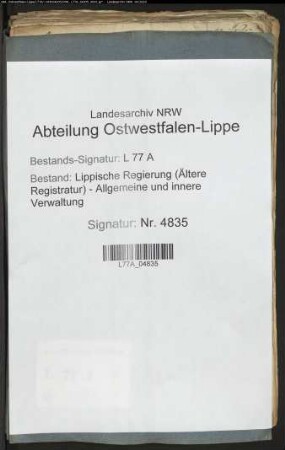 Landesarchiv NRW
Abteilung Ostwestfalen-Lippe
Bestands-Signatur: L 77 A
Bestand: Lippische Regierung (Ältere
Registratur) - Allgemeine und innere
Verwaltung
Signatur: Nr. 4835
L77A_04835